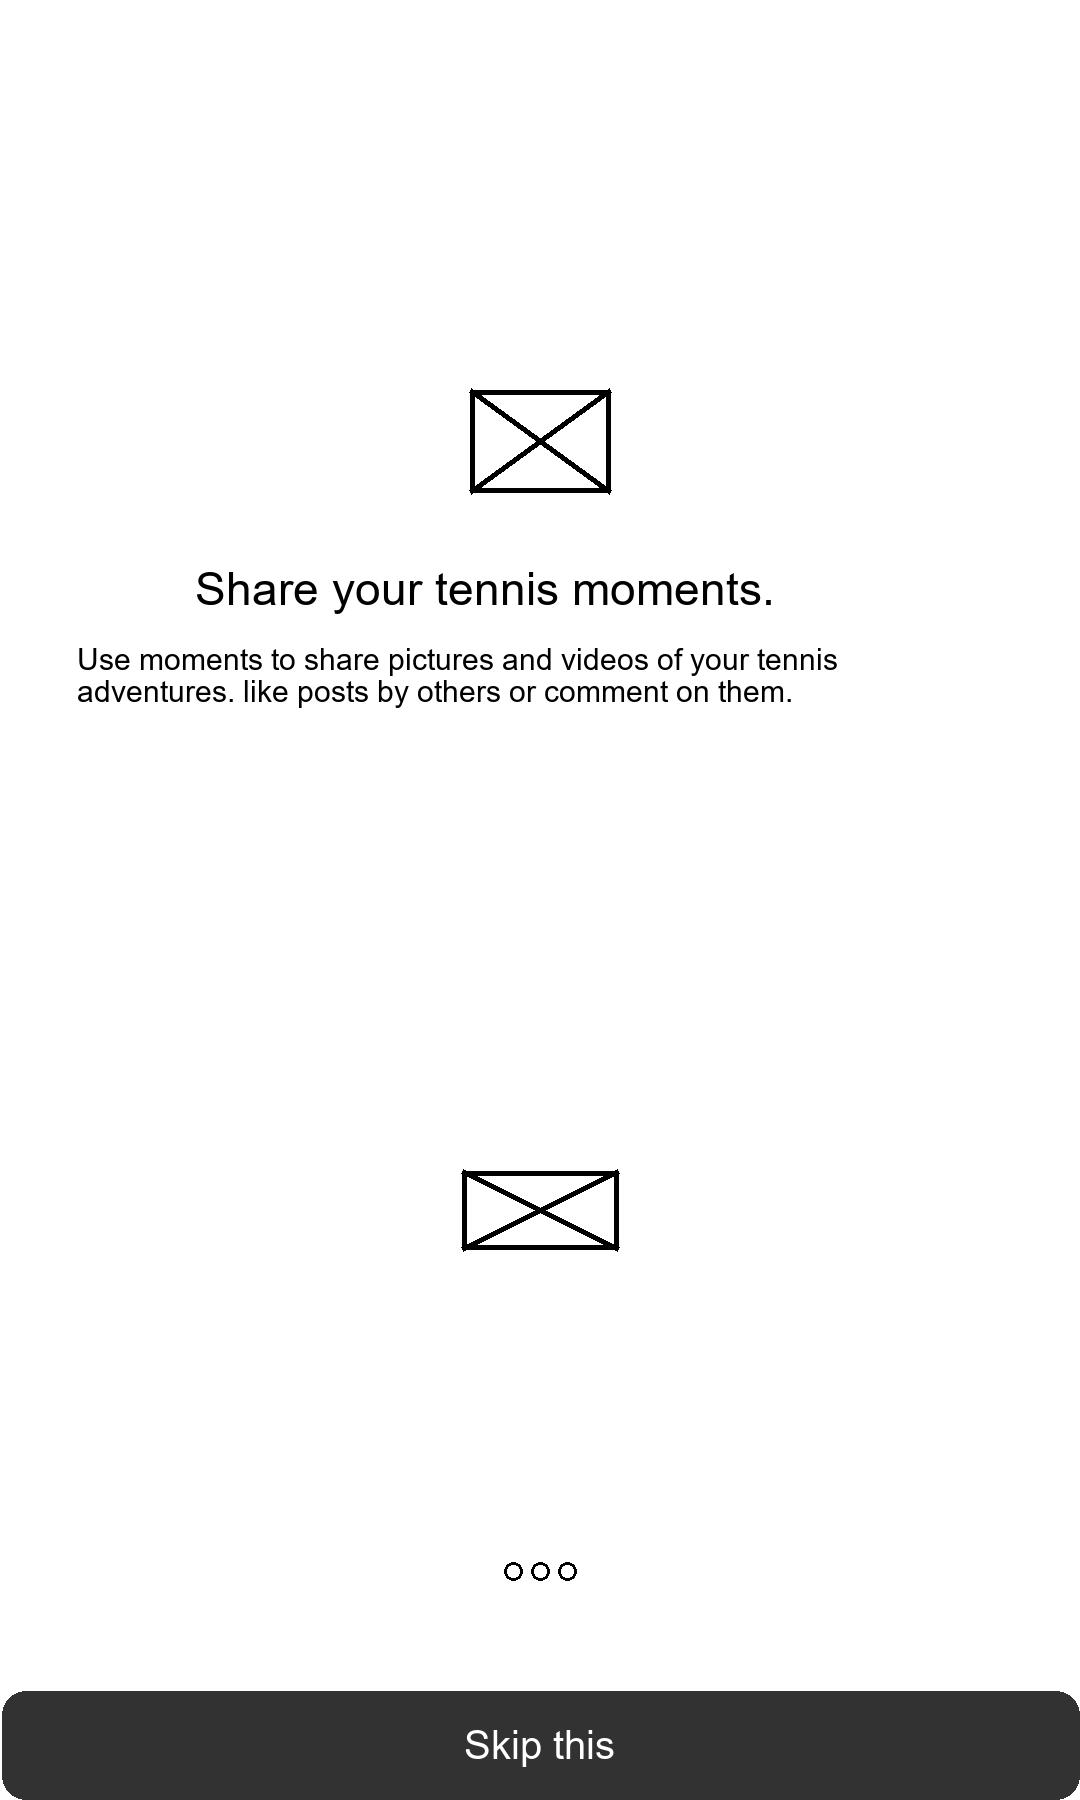 Share your tennis moments.
Use moments to share pictures and videos of your tennis
adventures. like posts by others or comment on them.
Skip this